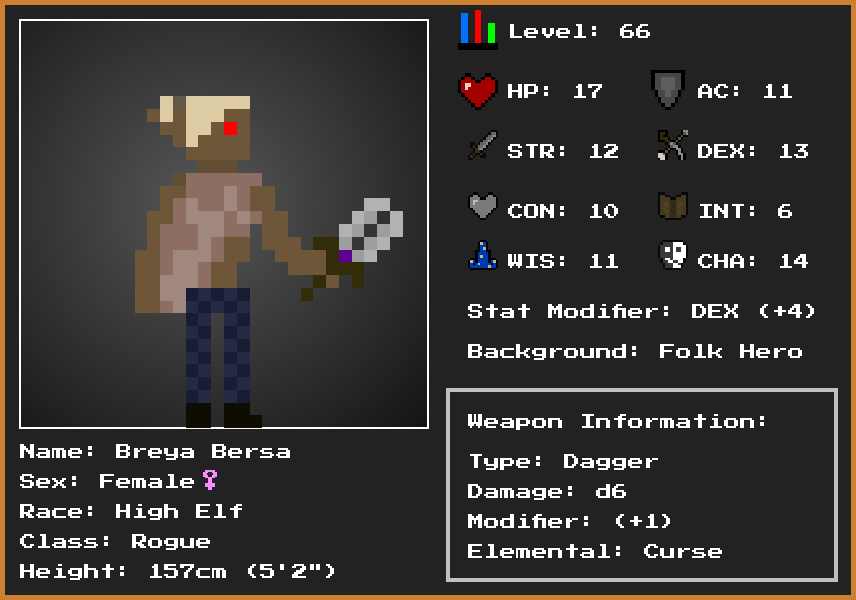 Level: 66
HP: 17 AC: 11
STR: 12 DEX: 13
CON: 10 INT: 6
WIS: 11 CHA: 14
Stat Modifier: DEX (+4)
Background: Folk Hero
Weapon Information:
Type: Dagger
Damage: d6
Modifier: (+1)
Elemental: Curse
Name: Breya Bersa
Sex: Female♀
Race: High Elf
Class: Rogue
Height: 157cm (5'2")